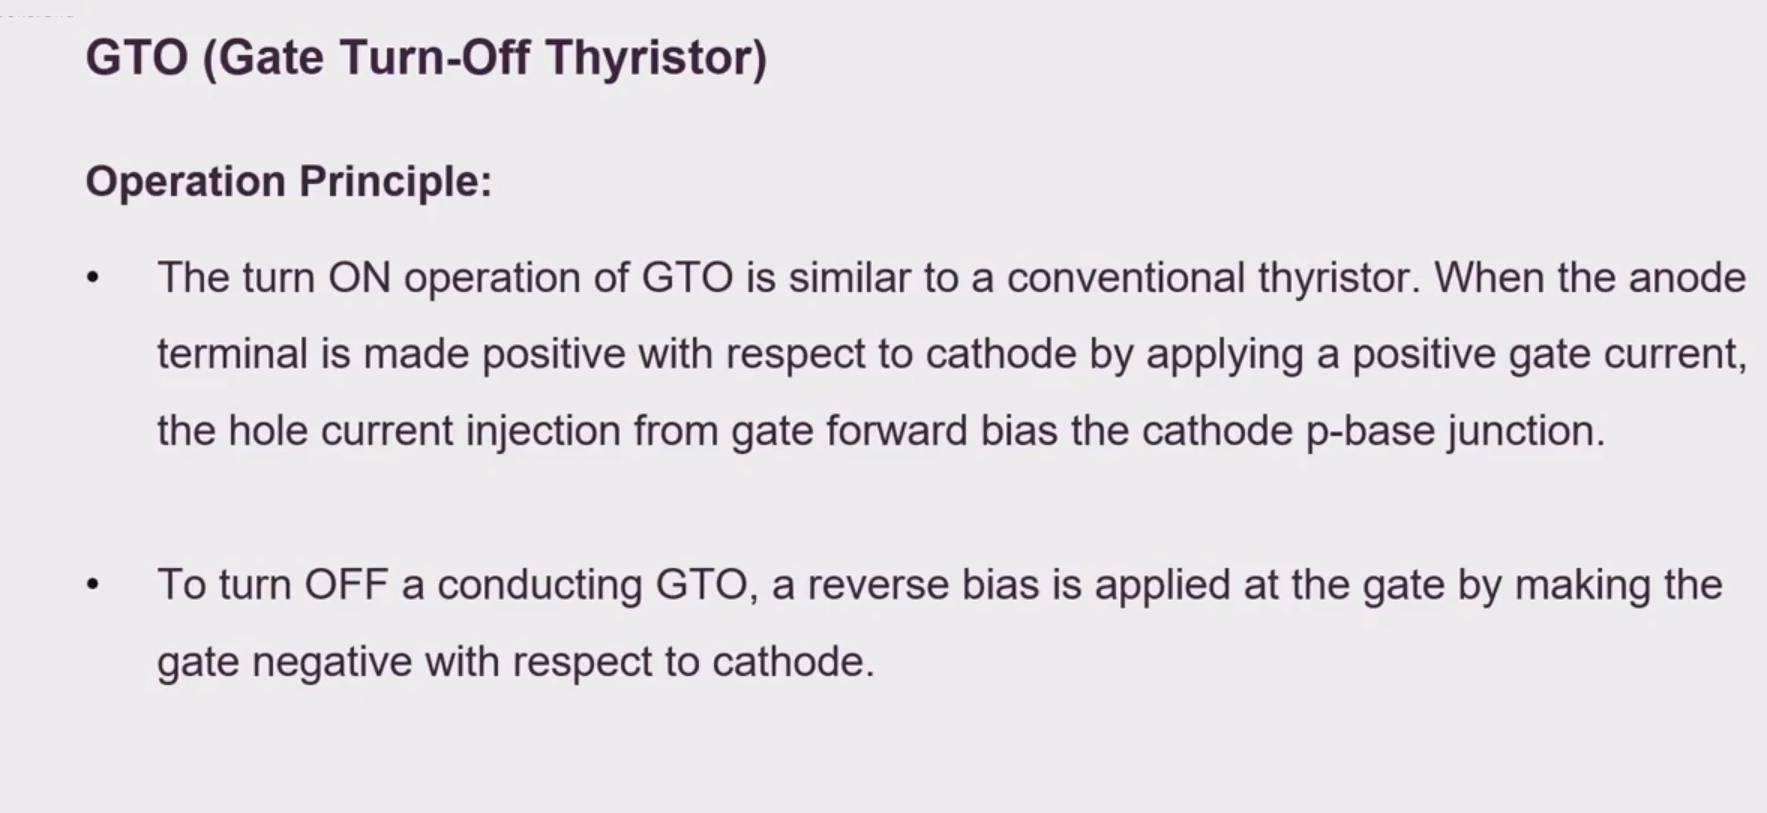 GTO (Gate Turn-Off Thyristor)
Operation Principle:
• The turn ON operation of GTO is similar to a conventional thyristor. When the anode
terminal is made positive with respect to cathode by applying a positive gate current,
the hole current injection from gate forward bias the cathode p-base junction.
• To turn OFF a conducting GTO, a reverse bias is applied at the gate by making the
gate negative with respect to cathode.